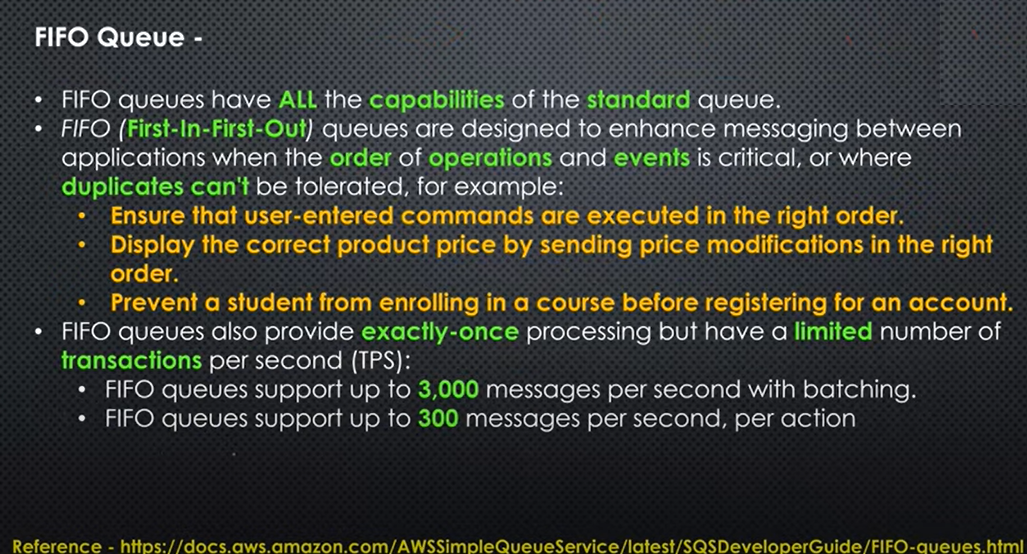 FIFO Queue -
• FIFO queues have ALL the capabilities of the standard queue.
• FIFO (First-In-First-Out) queues are designed to enhance messaging between
applications when the order of operations and events is critical, or where
duplicates can't be tolerated, for example:
• Ensure that user-entered commands are executed in the right order.
• Display the correct product price by sending price modifications in the right
order.
• Prevent a student from enrolling in a course before registering for an account.
• FIFO queues also provide exactly-once processing but have a limited number of
transactions per second (TPS):
• FIFO queues support up to 3,000 messages per second with batching.
• FIFO queues support up to 300 messages per second, per action
Reference - https://docs.aws.amazon.com/AWSSimpleQueueService/latest/SQSDeveloperGuide/FIFO-queues.html